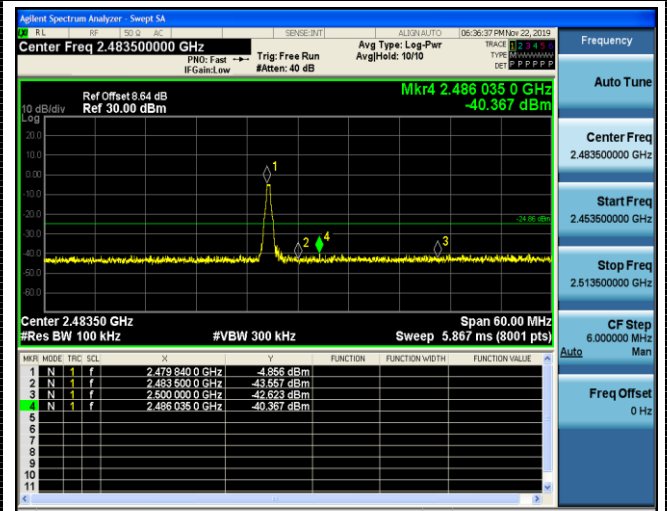 Agilent Spectrum Analyzer - Swept SA
RL RF 50 Ω AC SENSE:INT ALIGN AUTO 06:36:37 PM Nov 22, 2019
Center Freq 2.483500000 GHz
PNO: Fast
IFGain:Low
Trig: Free Run
#Atten: 40 dB
Avg Type: Log-Pwr
Avg|Hold: 10/10
TRACE 1 2 3 4 5 6
TYPE M
DET P P P P P P
Frequency
Auto Tune
Center Freq
2.483500000 GHz
Start Freq
2.453500000 GHz
Stop Freq
2.513500000 GHz
CF Step
6.000000 MHz
Auto Man
Freq Offset
0 Hz
Mkr4 2.486 035 0 GHz
-40.367 dBm
Ref Offset 8.64 dB
10 dB/div Ref 30.00 dBm
Log
20.0
10.0
0.00
-10.0
-20.0
-30.0
-40.0
-50.0
-60.0
1
2
4
3
-24.86 dBm
Center 2.48350 GHz Span 60.00 MHz
#Res BW 100 kHz #VBW 300 kHz Sweep 5.867 ms (8001 pts)
MKR MODE TRC SCL X Y FUNCTION FUNCTION WIDTH FUNCTION VALUE
1 N 1 f 2.479 840 0 GHz -4.856 dBm
2 N 1 f 2.483 500 0 GHz -43.557 dBm
3 N 1 f 2.500 000 0 GHz -42.623 dBm
4 N 1 f 2.486 035 0 GHz -40.367 dBm
5
6
7
8
9
10
11